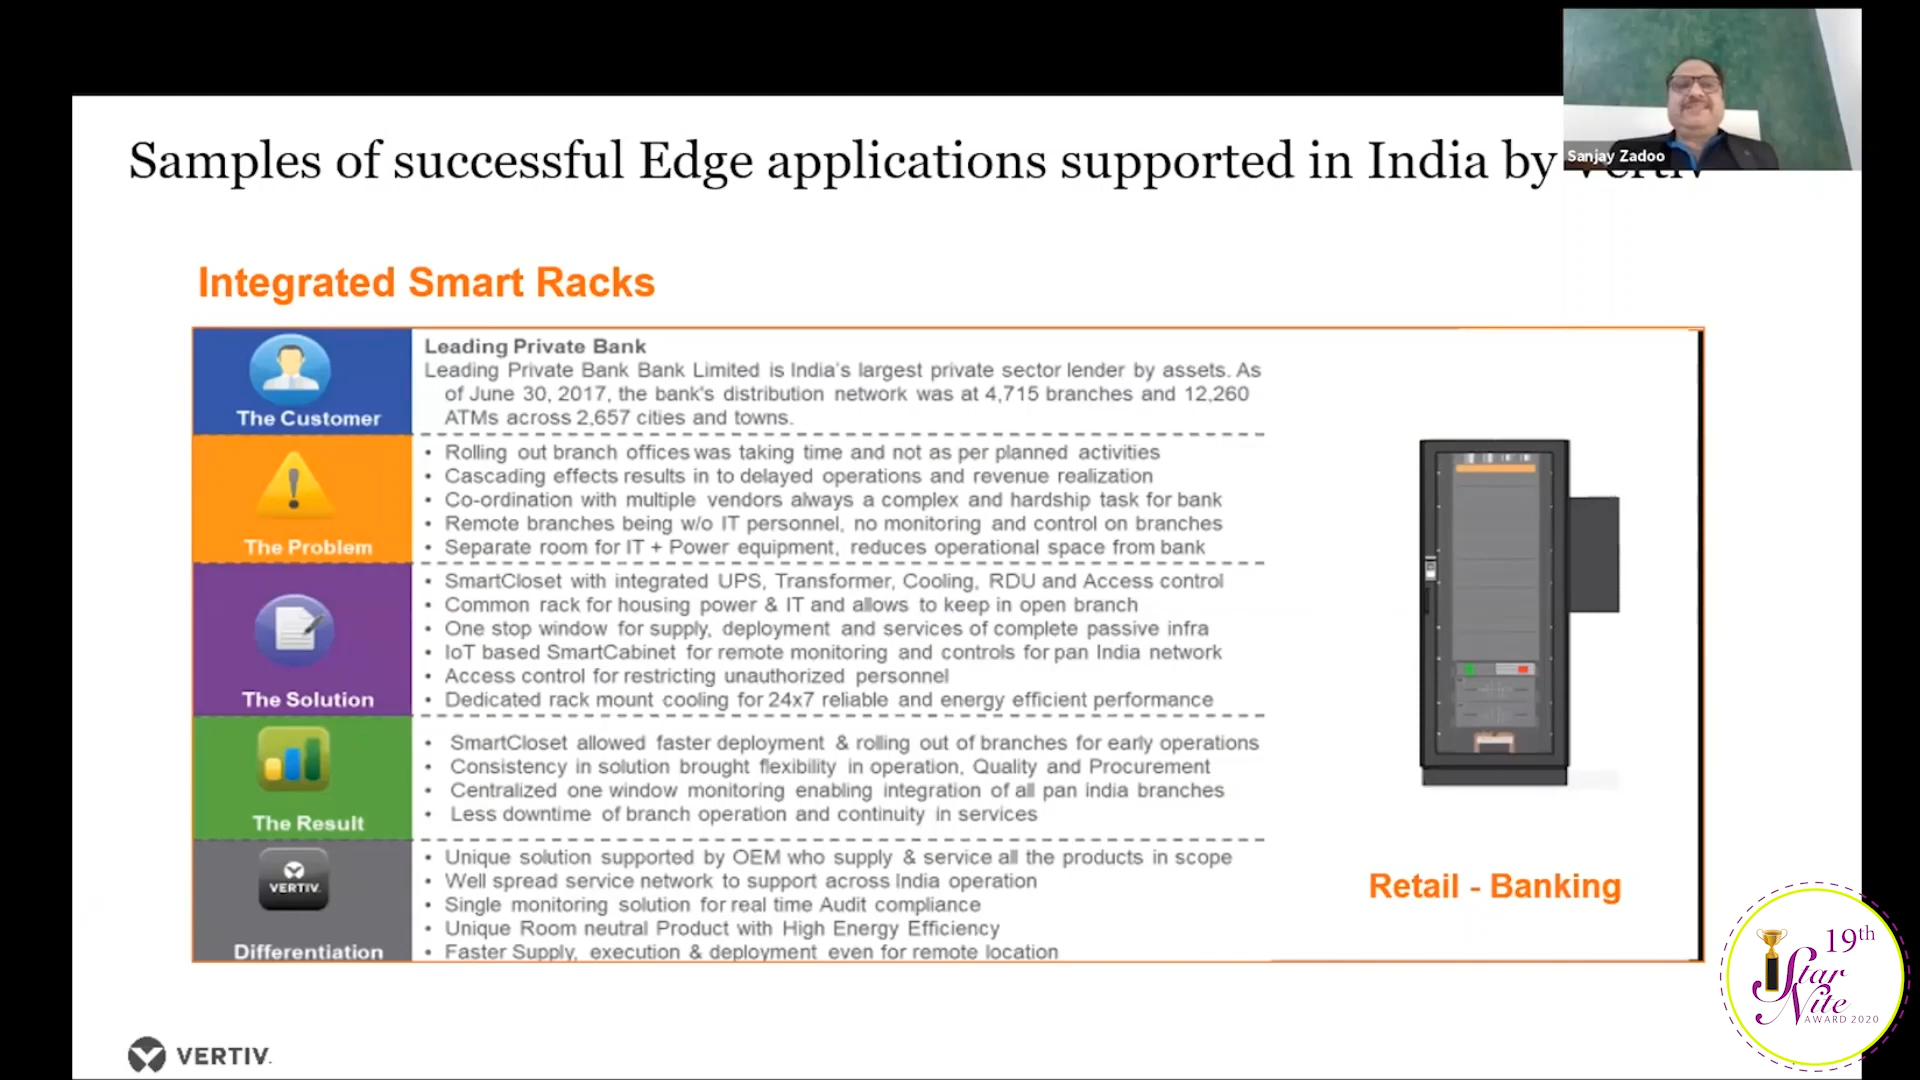 Sanjay Zadoo
Samples of successful Edge applications supported in India by Vertiv
Integrated Smart Racks
The Customer
Leading Private Bank
Leading Private Bank Bank Limited is India's largest private sector lender by assets. As
of June 30, 2017, the bank's distribution network was at 4,715 branches and 12,260
ATMs across 2,657 cities and towns.
The Problem
• Rolling out branch offices was taking time and not as per planned activities
• Cascading effects results in to delayed operations and revenue realization
• Co-ordination with multiple vendors always a complex and hardship task for bank
• Remote branches being w/o IT personnel, no monitoring and control on branches
• Separate room for IT + Power equipment, reduces operational space from bank
The Solution
• SmartCloset with integrated UPS, Transformer, Cooling, RDU and Access control
• Common rack for housing power & IT and allows to keep in open branch
• One stop window for supply, deployment and services of complete passive infra
• IoT based SmartCabinet for remote monitoring and controls for pan India network
• Access control for restricting unauthorized personnel
• Dedicated rack mount cooling for 24x7 reliable and energy efficient performance
The Result
• SmartCloset allowed faster deployment & rolling out of branches for early operations
• Consistency in solution brought flexibility in operation, Quality and Procurement
• Centralized one window monitoring enabling integration of all pan india branches
• Less downtime of branch operation and continuity in services
VERTIV.
Differentiation
• Unique solution supported by OEM who supply & service all the products in scope
• Well spread service network to support across India operation
• Single monitoring solution for real time Audit compliance
• Unique Room neutral Product with High Energy Efficiency
• Faster Supply, execution & deployment even for remote location
Retail - Banking
19th
Star
Nite
AWARD 2020
VERTIV.